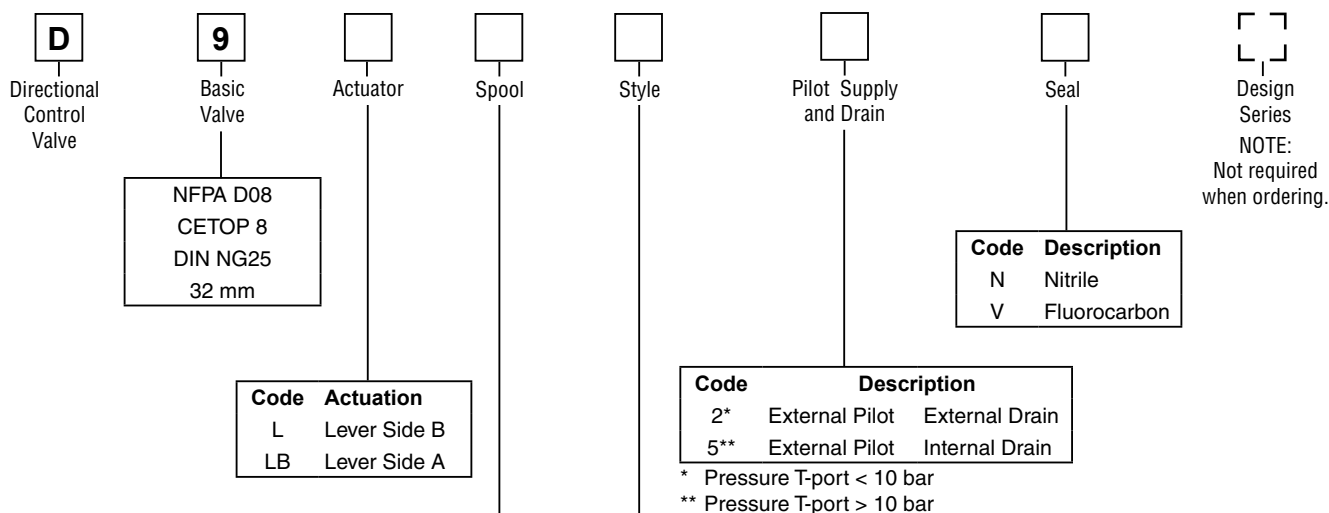 D 9
Directional Control Valve
Basic Valve
Actuator
Spool
Style
Pilot Supply and Drain
Seal
Design Series
NOTE: Not required when ordering.
NFPA D08
CETOP 8
DIN NG25
32 mm
Code Description
N Nitrile
V Fluorocarbon
Code Actuation
L Lever Side B
LB Lever Side A
Code Description
2* External Pilot External Drain
5** External Pilot Internal Drain
* Pressure T-port < 10 bar
** Pressure T-port > 10 bar